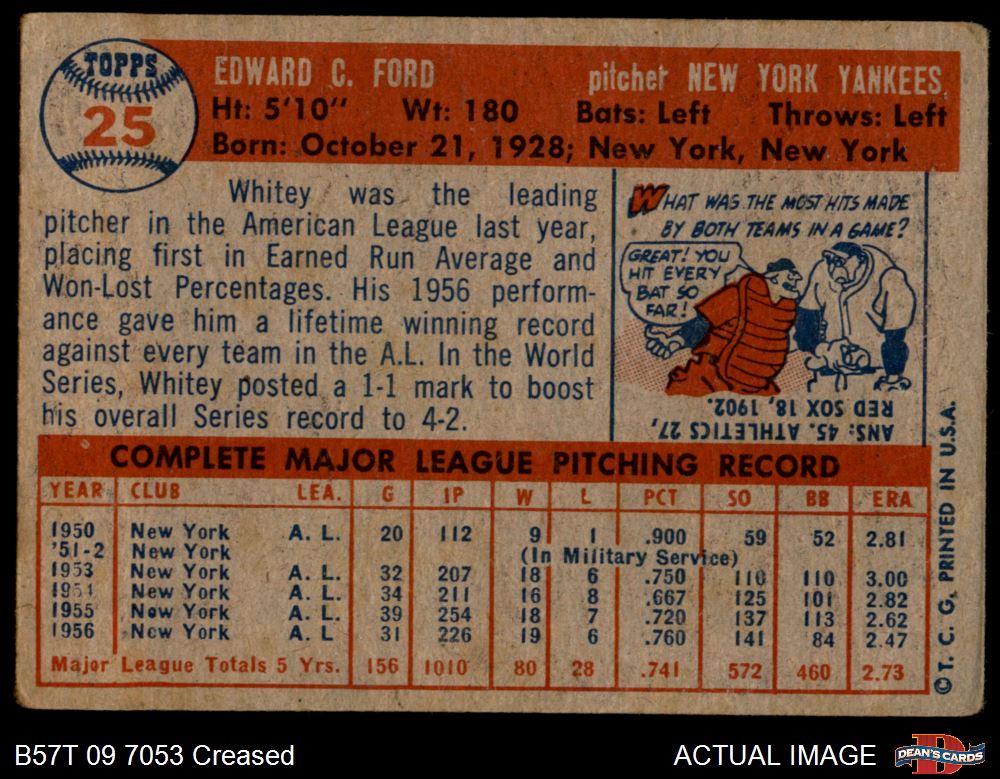 TOPPS
25
EDWARD C. FORD pitcher NEW YORK YANKEES
Ht: 5'10" Wt: 180 Bats: Left Throws: Left
Born: October 21, 1928; New York, New York
Whitey was the leading
pitcher in the American League last year,
placing first in Earned Run Average and
Won-Lost Percentages. His 1956 perform-
ance gave him a lifetime winning record
against every team in the A.L. In the World
Series, Whitey posted a 1-1 mark to boost
his overall Series record to 4-2.
WHAT WAS THE MOST HITS MADE
BY BOTH TEAMS IN A GAME?
GREAT! YOU
HIT EVERY
BAT SO
FAR!
ANS: 45. ATHLETICS 27,
RED SOX 18, 1902.
COMPLETE MAJOR LEAGUE PITCHING RECORD
YEAR CLUB LEA. G IP W L PCT SO BB ERA
1950 New York A. L. 20 112 9 1 .900 59 52 2.81
'51-2 New York (In Military Service)
1953 New York A. L. 32 207 18 6 .750 110 110 3.00
1954 New York A. L. 34 211 16 8 .667 125 101 2.82
1955 New York A. L. 39 254 18 7 .720 137 113 2.62
1956 New York A. L 31 226 19 6 .760 141 84 2.47
Major League Totals 5 Yrs. 156 1010 80 28 .741 572 460 2.73
© T. C. G. PRINTED IN U.S.A.
B57T 09 7053 Creased
ACTUAL IMAGE
D
DEAN'S CARDS